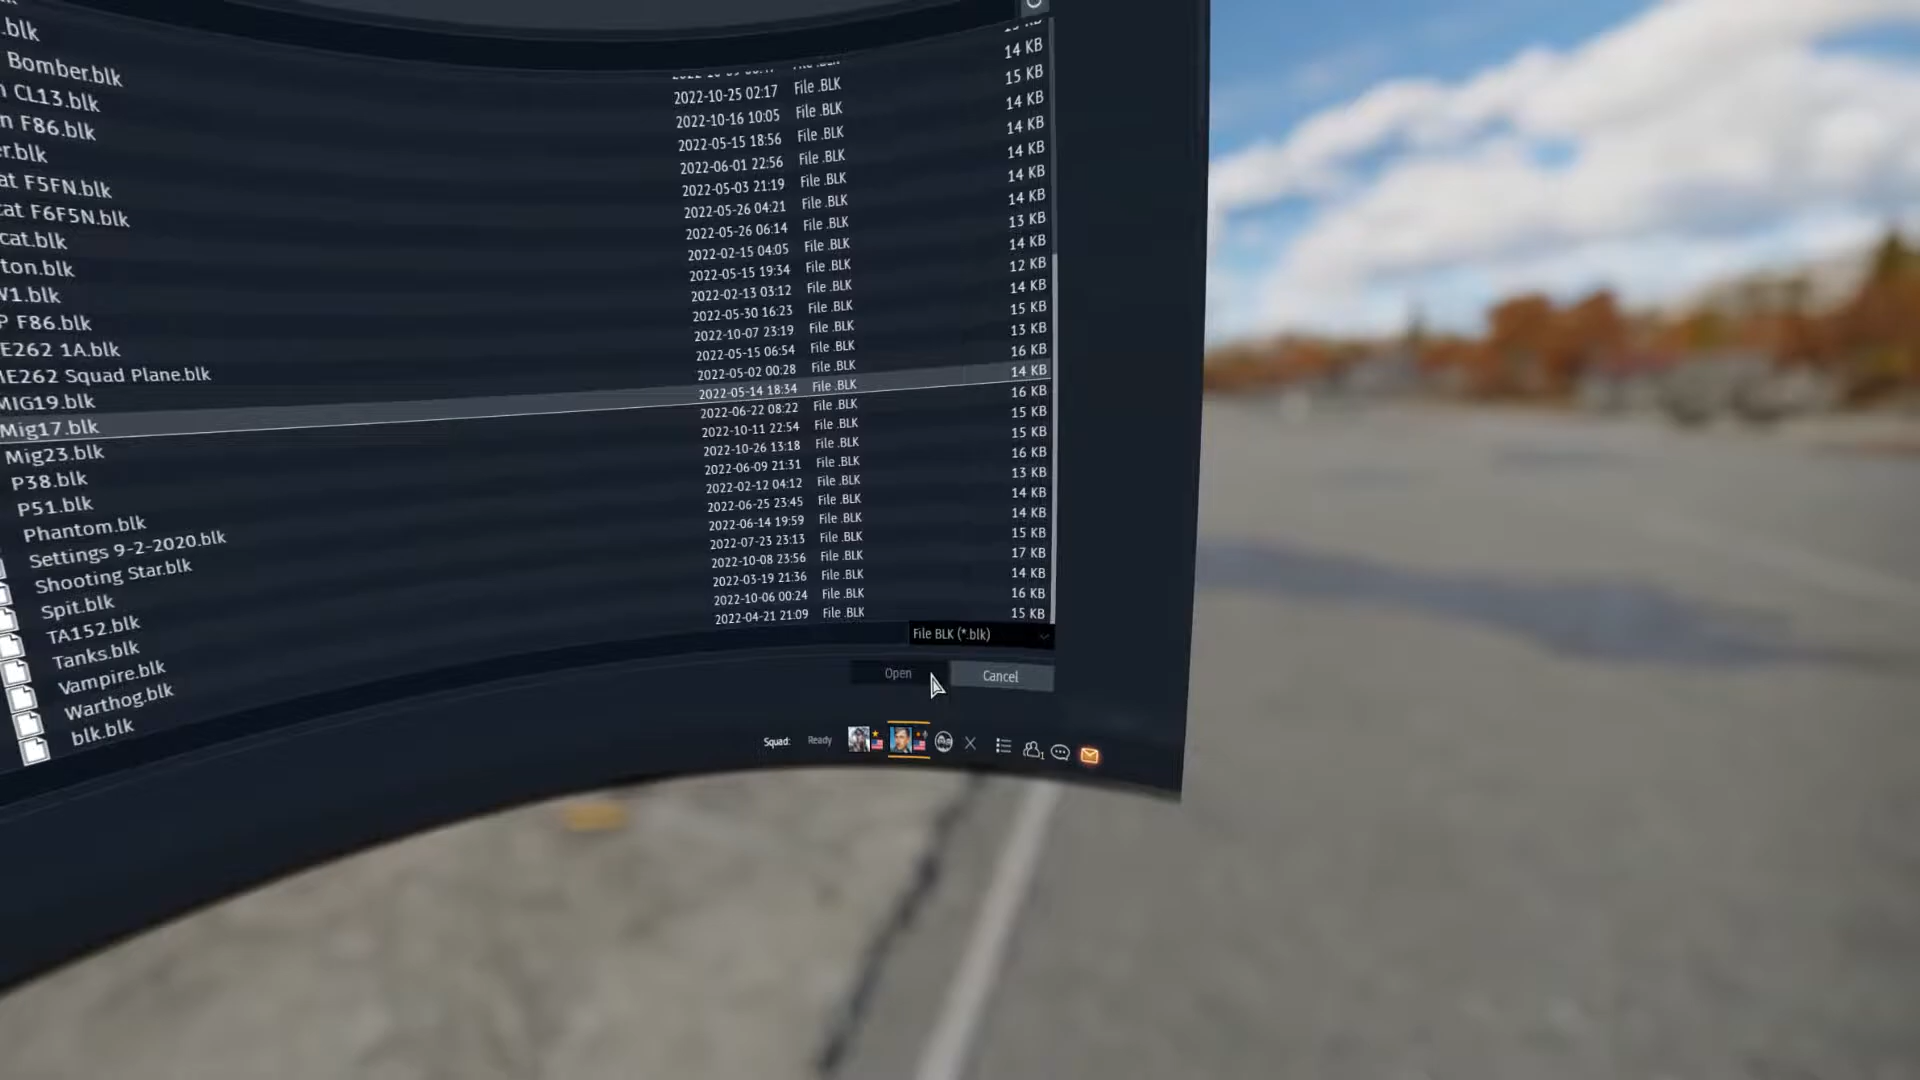 .blk 2022-10-25 02:17 File .BLK 14 KB
Bomber.blk 2022-10-16 10:05 File .BLK 15 KB
CL13.blk 2022-05-15 18:56 File .BLK 14 KB
n F86.blk 2022-06-01 22:56 File .BLK 14 KB
er.blk 2022-05-03 21:19 File .BLK 14 KB
at F5FN.blk 2022-05-26 04:21 File .BLK 14 KB
cat F6F5N.blk 2022-05-26 06:14 File .BLK 14 KB
cat.blk 2022-02-15 04:05 File .BLK 13 KB
ton.blk 2022-05-15 19:34 File .BLK 14 KB
W1.blk 2022-02-13 03:12 File .BLK 12 KB
P F86.blk 2022-05-30 16:23 File .BLK 14 KB
E262 1A.blk 2022-10-07 23:19 File .BLK 15 KB
ME262 Squad Plane.blk 2022-05-15 06:54 File .BLK 13 KB
MIG19.blk 2022-05-02 00:28 File .BLK 16 KB
Mig17.blk 2022-05-14 18:34 File .BLK 14 KB
Mig23.blk 2022-06-22 08:22 File .BLK 16 KB
P38.blk 2022-10-11 22:54 File .BLK 15 KB
P51.blk 2022-10-26 13:18 File .BLK 15 KB
Phantom.blk 2022-06-09 21:31 File .BLK 16 KB
Settings 9-2-2020.blk 2022-02-12 04:12 File .BLK 13 KB
Shooting Star.blk 2022-06-25 23:45 File .BLK 14 KB
Spit.blk 2022-06-14 19:59 File .BLK 14 KB
TA152.blk 2022-07-23 23:13 File .BLK 15 KB
Tanks.blk 2022-10-08 23:56 File .BLK 17 KB
Vampire.blk 2022-03-19 21:36 File .BLK 14 KB
Warthog.blk 2022-10-06 00:24 File .BLK 16 KB
blk.blk 2022-04-21 21:09 File .BLK 15 KB
File BLK (*.blk)
Open Cancel
Squad: Ready 1